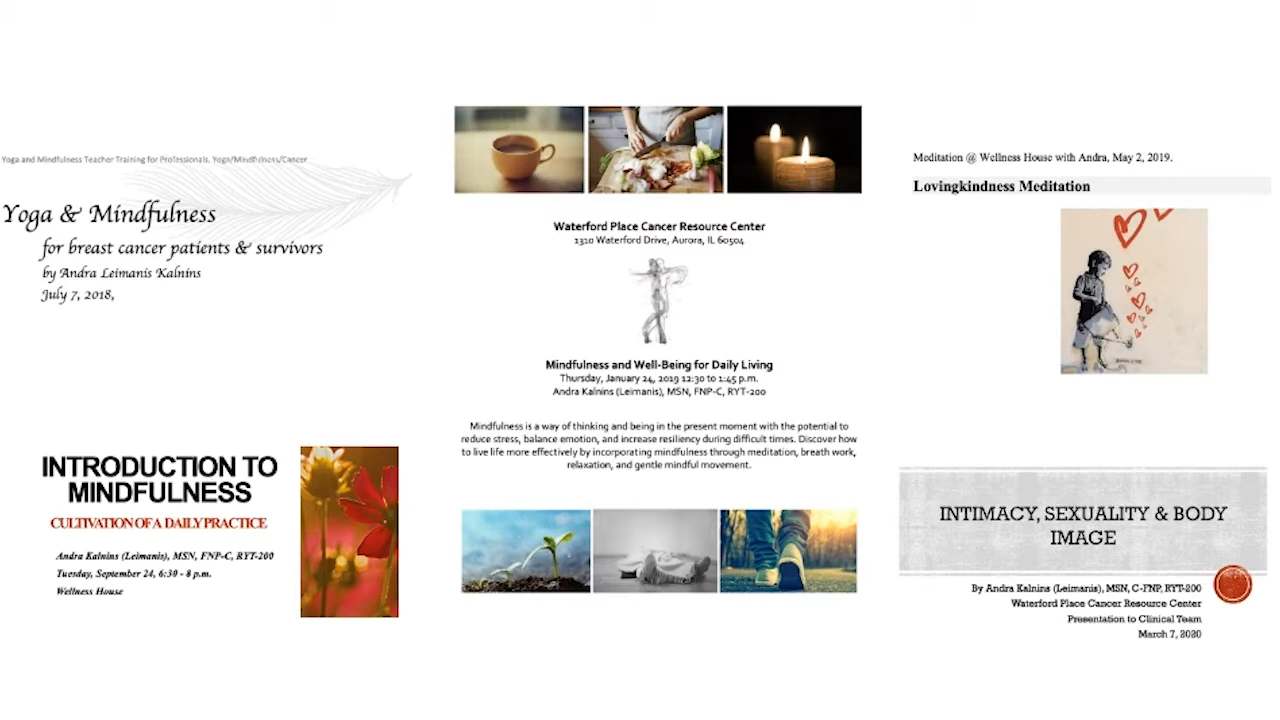 Yoga and Mindfulness Teacher Training for Professionals. Yoga/Mindfulness/Cancer
Yoga & Mindfulness
for breast cancer patients & survivors
by Andra Leimanis Kalnins
July 7, 2018,
INTRODUCTION TO
MINDFULNESS
CULTIVATION OF A DAILY PRACTICE
Andra Kalnins (Leimanis), MSN, FNP-C, RYT-200
Tuesday, September 24, 6:30 - 8 p.m.
Wellness House
Waterford Place Cancer Resource Center
1310 Waterford Drive, Aurora, IL 60504
Mindfulness and Well-Being for Daily Living
Thursday, January 24, 2019 12:30 to 1:45 p.m.
Andra Kalnins (Leimanis), MSN, FNP-C, RYT-200
Mindfulness is a way of thinking and being in the present moment with the potential to
reduce stress, balance emotion, and increase resiliency during difficult times. Discover how
to live life more effectively by incorporating mindfulness through meditation, breath work,
relaxation, and gentle mindful movement.
Meditation @ Wellness House with Andra, May 2, 2019.
Lovingkindness Meditation
INTIMACY, SEXUALITY & BODY
IMAGE
By Andra Kalnins (Leimanis), MSN, C-FNP, RYT-200
Waterford Place Cancer Resource Center
Presentation to Clinical Team
March 7, 2020